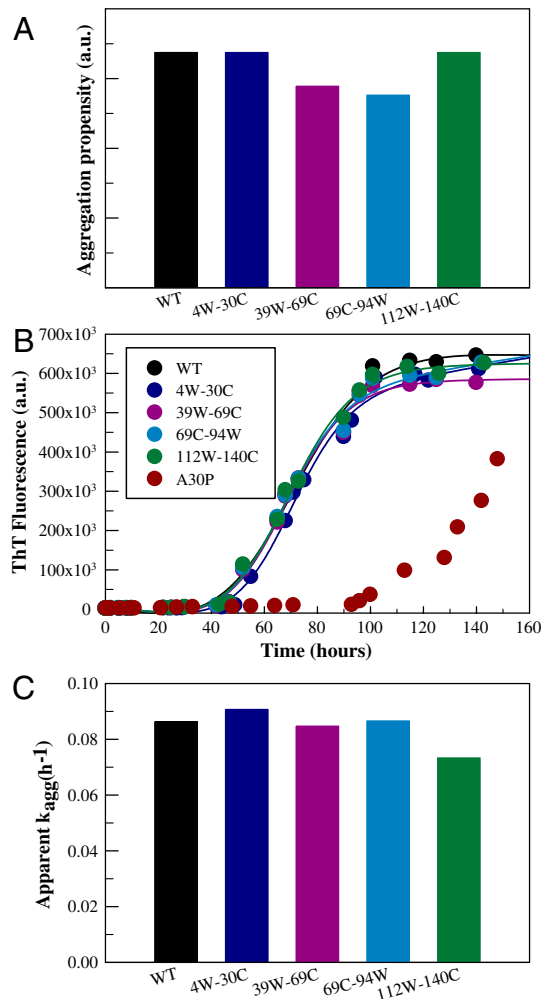 A
Aggregation propensity (a.u.)
WT
4W-30C
39W-69C
69C-94W
112W-140C
B
ThT Fluorescence (a.u.)
700x10³
600x10³
500x10³
400x10³
300x10³
200x10³
100x10³
0
WT
4W-30C
39W-69C
69C-94W
112W-140C
A30P
0 20 40 60 80 100 120 140 160
Time (hours)
C
Apparent kagg(h-1)
0.10
0.08
0.06
0.04
0.02
0.00
WT
4W-30C
39W-69C
69C-94W
112W-140C